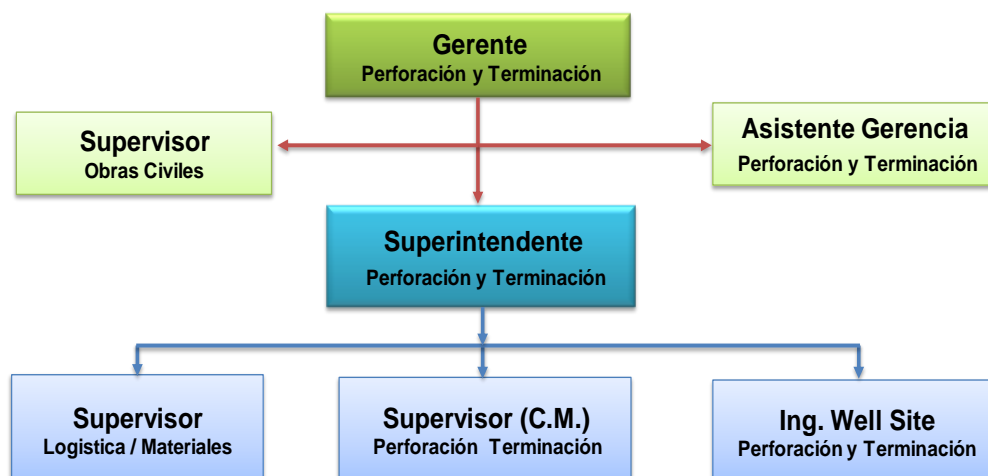 Gerente
Perforación y Terminación
Supervisor
Obras Civiles
Asistente Gerencia
Perforación y Terminación
Superintendente
Perforación y Terminación
Supervisor
Logistica / Materiales
Supervisor (C.M.)
Perforación Terminación
Ing. Well Site
Perforación y Terminación